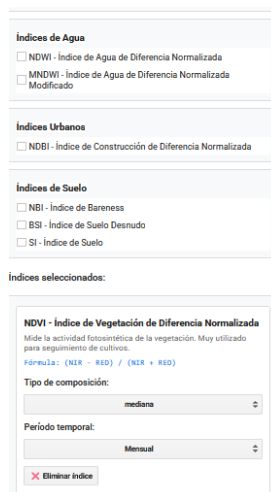 Índices de Agua
NDWI - Índice de Agua de Diferencia Normalizada
MNDWI - Índice de Agua de Diferencia Normalizada
Modificado
Índices Urbanos
NDBI - Índice de Construcción de Diferencia Normalizada
Índices de Suelo
NBI - Índice de Bareness
BSI - Índice de Suelo Desnudo
SI - Índice de Suelo
Índices seleccionados:
NDVI - Índice de Vegetación de Diferencia Normalizada
Mide la actividad fotosintética de la vegetación. Muy utilizado
para seguimiento de cultivos.
Fórmula: (NIR - RED) / (NIR + RED)
Tipo de composición:
mediana
Período temporal:
Mensual
❌ Eliminar índice